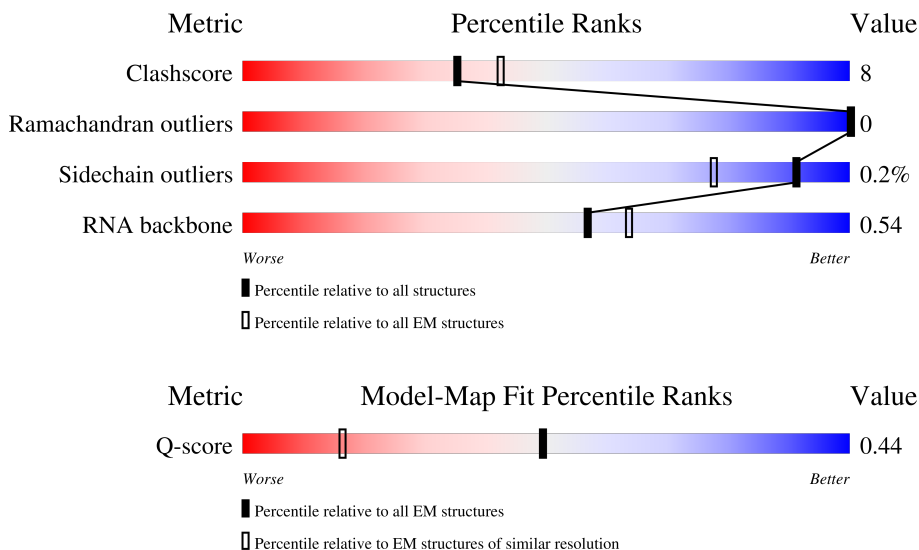 Metric Percentile Ranks Value
Clashscore 8
Ramachandran outliers 0
Sidechain outliers 0.2%
RNA backbone 0.54
Worse Better
Percentile relative to all structures
Percentile relative to all EM structures
Metric Model-Map Fit Percentile Ranks Value
Q-score 0.44
Worse Better
Percentile relative to all EM structures
Percentile relative to EM structures of similar resolution